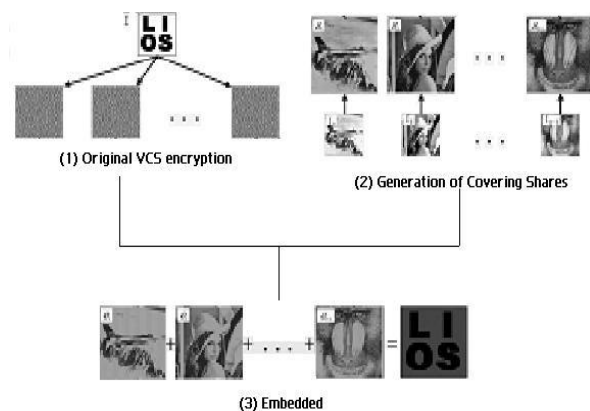 I
L I
OS
. . .
(1) Original VCS encryption
. . .
. . .
(2) Generation of Covering Shares
+ + . . . + =
L I
OS
(3) Embedded